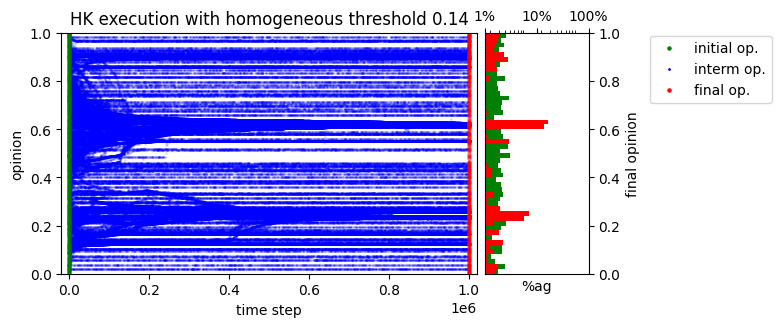 HK execution with homogeneous threshold 0.14
1% 10% 100%
1.0 1.0
0.8 0.8
0.6 0.6
0.4 0.4
0.2 0.2
0.0 0.0
opinion
final opinion
0.0 0.2 0.4 0.6 0.8 1.0
1e6
time step
%ag
initial op.
interm op.
final op.